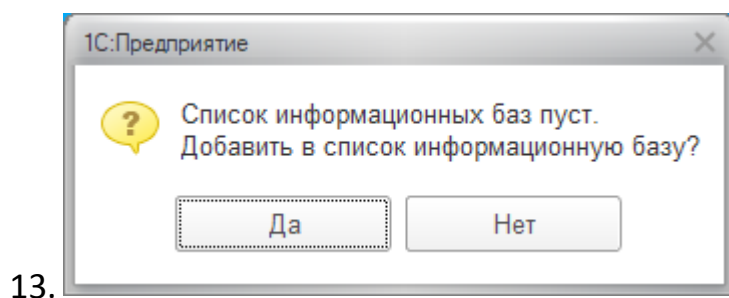 1С:Предприятие
Список информационных баз пуст.
Добавить в список информационную базу?
Да Нет
13.